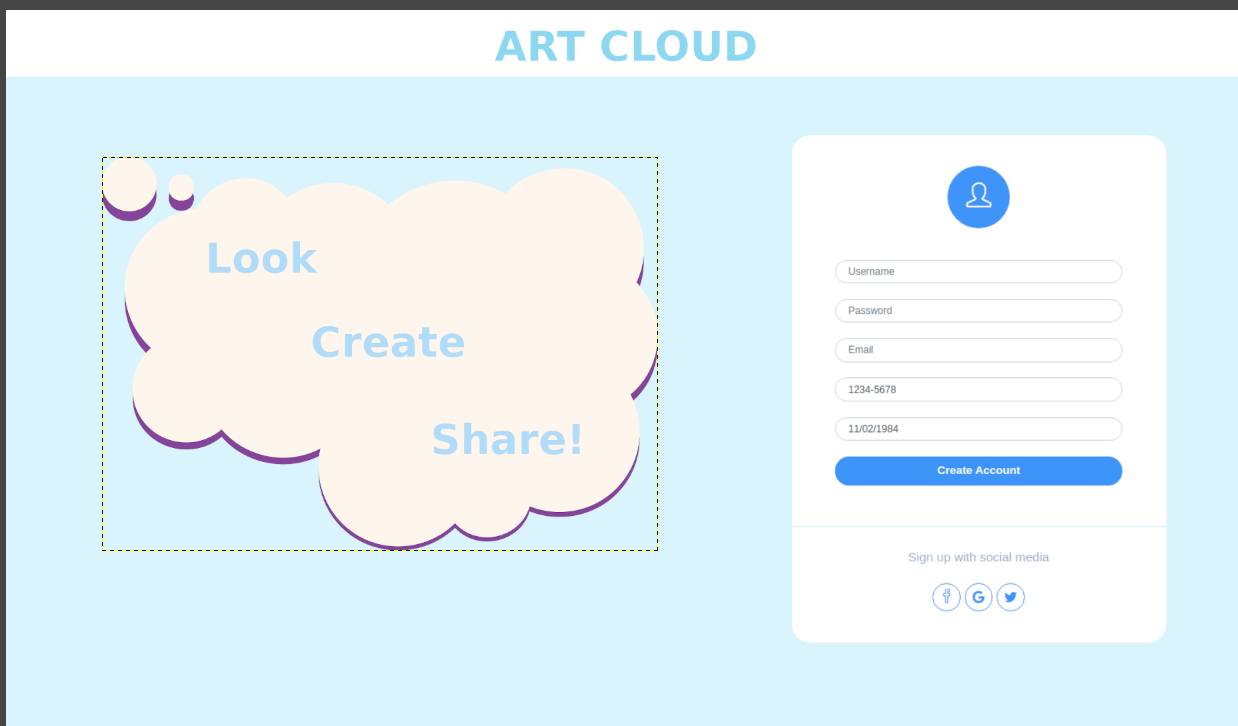 ART CLOUD
Look
Create
Share!
Username
Password
Email
1234-5678
11/02/1984
Create Account
Sign up with social media